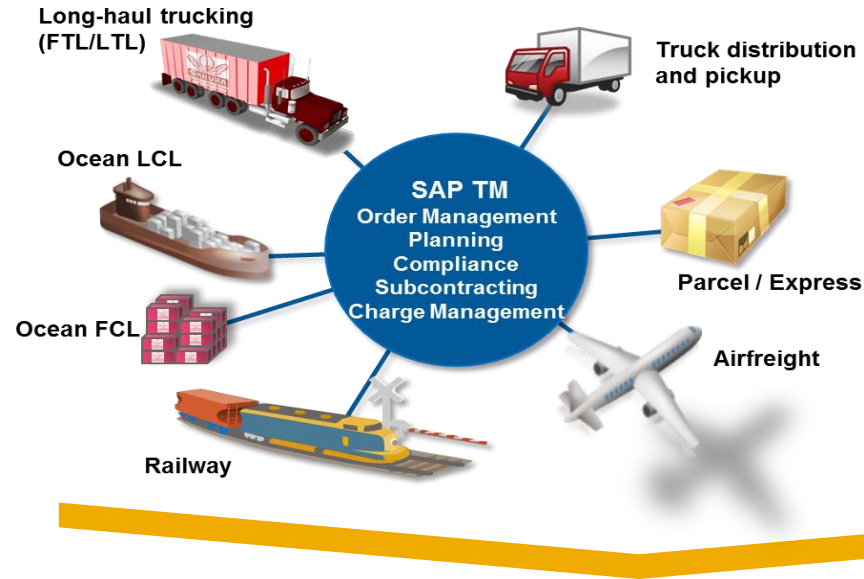 Long-haul trucking
(FTL/LTL)
Truck distribution
and pickup
Ocean LCL
SAP TM
Order Management
Planning
Compliance
Subcontracting
Charge Management
Parcel / Express
Ocean FCL
Airfreight
Railway
SAKURA